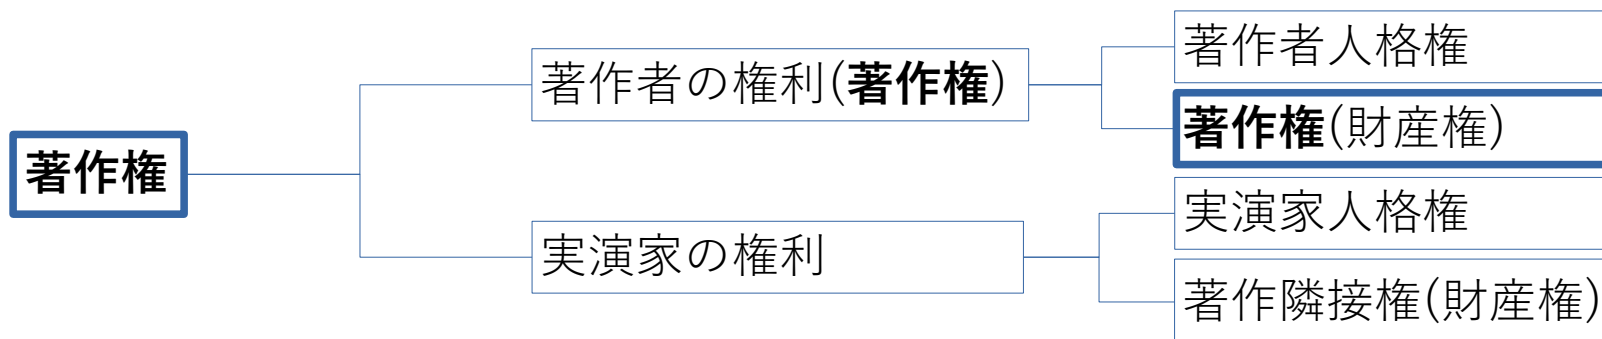 著作権
著作者の権利(著作権)
著作者人格権
著作権(財産権)
実演家の権利
実演家人格権
著作隣接権(財産権)